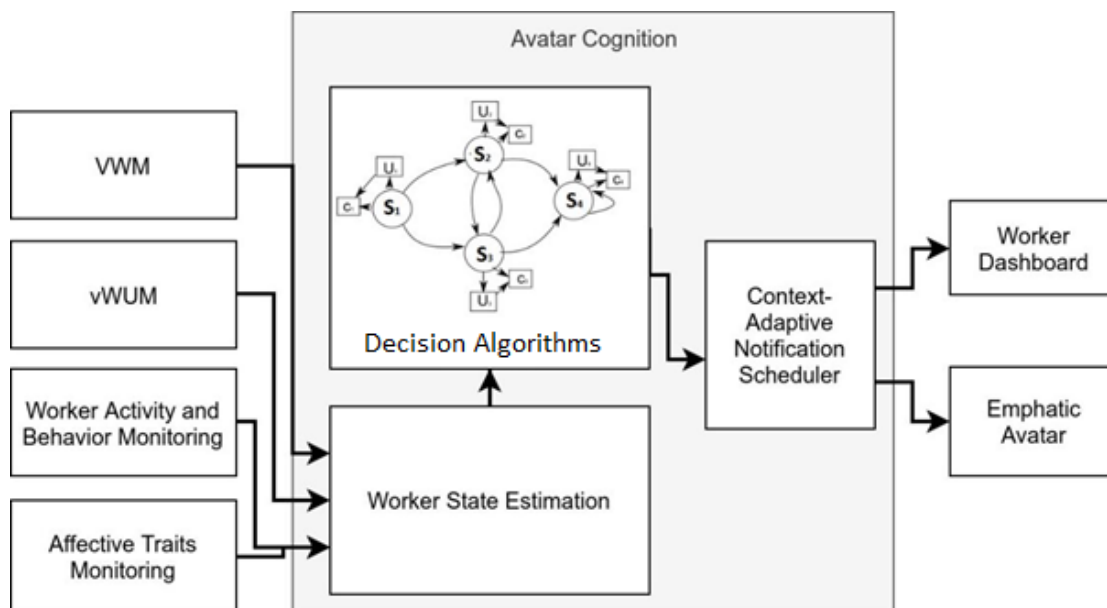 Avatar Cognition
VWM
vWUM
Worker Activity and
Behavior Monitoring
Affective Traits
Monitoring
S1
S2
S3
S4
U
U
U
U
c
c
c
c
Decision Algorithms
Worker State Estimation
Context-
Adaptive
Notification
Scheduler
Worker
Dashboard
Emphatic
Avatar